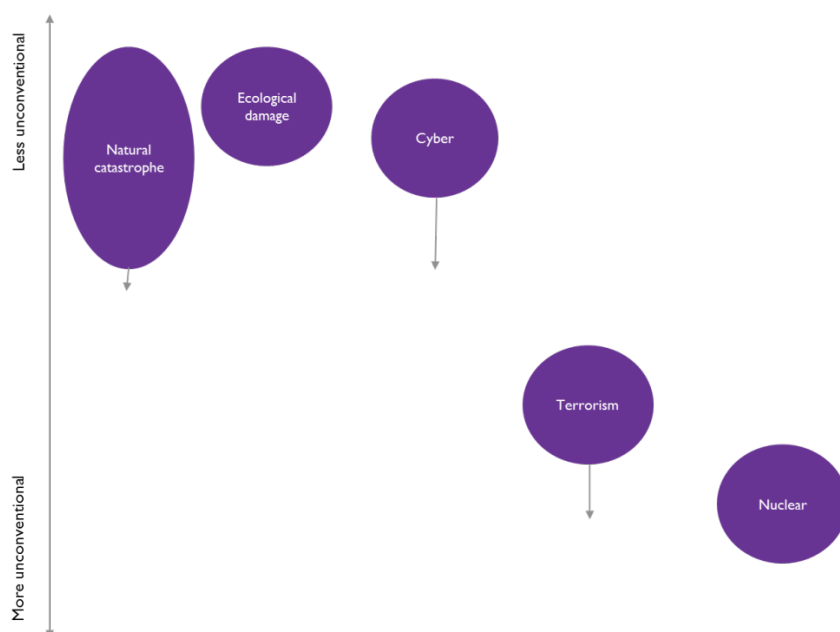 Less unconventional
Natural
catastrophe
Ecological
damage
Cyber
Terrorism
Nuclear
More unconventional